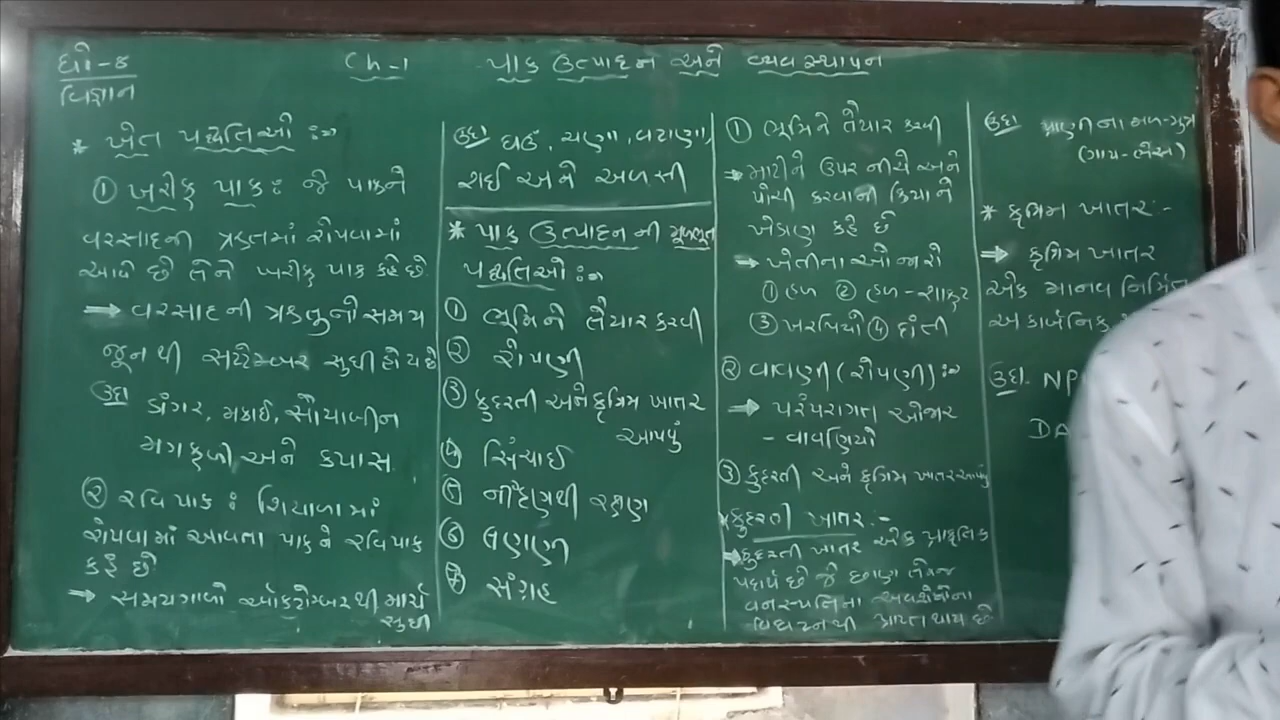 ધો-8
વિજ્ઞાન
Ch-1 પાક ઉત્પાદન અને વ્યવસ્થાપન
* ખેત પદ્ધતિઓ :→
① ખરીફ પાક : જે પાકને
વરસાદની ઋતુમાં રોપવામાં
આવે છે તેને ખરીફ પાક કહે છે
⇒ વરસાદની ઋતુનો સમય
જૂનથી સપ્ટેમ્બર સુધી હોય છે
ઉદા ડાંગર, મકાઈ, સોયાબીન
મગફળી અને કપાસ.
② રવિ પાક : શિયાળામાં
રોપવામાં આવતા પાકને રવિ પાક
કહે છે
⇒ સમયગાળો ઓક્ટોમ્બરથી માર્ચ
સુધી
ઉદા ઘઉં, ચણા, વટાણા,
રાઈ અને અળસી
* પાક ઉત્પાદનની મૂળભૂત
પદ્ધતિઓ :→
① ભૂમિને તૈયાર કરવી
② રોપણી
③ કુદરતી અને કૃત્રિમ ખાતર
આપવું
④ સિંચાઈ
⑤ નીંદણથી રક્ષણ
⑥ લણણી
⑦ સંગ્રહ
① ભૂમિને તૈયાર કરવી
⇒ માટીને ઉપર નીચે અને
પોચી કરવાની ક્રિયાને
ખેડાણ કહે છે
⇒ ખેતીના ઓજારો
① હળ ② હળ-શાફ્ટ
③ ખરપિયો ④ દાંતી
② વાવણી (રોપણી) :→
⇒ પરંપરાગત ઓજાર
- વાવણિયો
③ કુદરતી અને કૃત્રિમ ખાતર આપવું
* કુદરતી ખાતર :-
⇒ કુદરતી ખાતર એક પ્રાકૃતિક
પદાર્થ છે જે છાણ તેમજ
વનસ્પતિના અવશેષોના
વિઘટનથી પ્રાપ્ત થાય છે
ઉદા પ્રાણીના મળ-મૂત્ર
(ગાય-ભેંસ)
* કૃત્રિમ ખાતર :-
⇒ કૃત્રિમ ખાતર
એક માનવ નિર્મિત
અકાર્બનિક
ઉદા. NP
DA